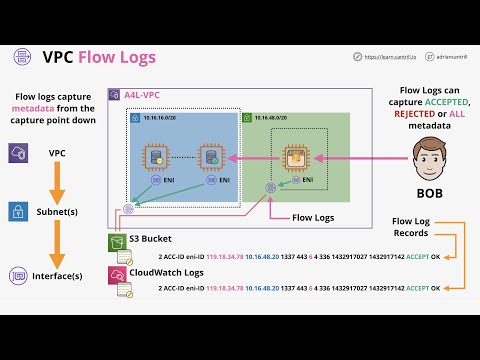 VPC Flow Logs
https://learn.cantrill.io
adriancantrill
Flow logs capture
metadata from the
capture point down
VPC
Subnet(s)
Interface(s)
A4L-VPC
10.16.16.0/20
10.16.48.0/20
ENI
ENI
ENI
Flow Logs
Flow Logs can
capture ACCEPTED,
REJECTED or ALL
metadata
BOB
Flow Log
Records
S3 Bucket
2 ACC-ID eni-ID 119.18.34.78 10.16.48.20 1337 443 6 4 336 1432917027 1432917142 ACCEPT OK
CloudWatch Logs
2 ACC-ID eni-ID 119.18.34.78 10.16.48.20 1337 443 6 4 336 1432917027 1432917142 ACCEPT OK